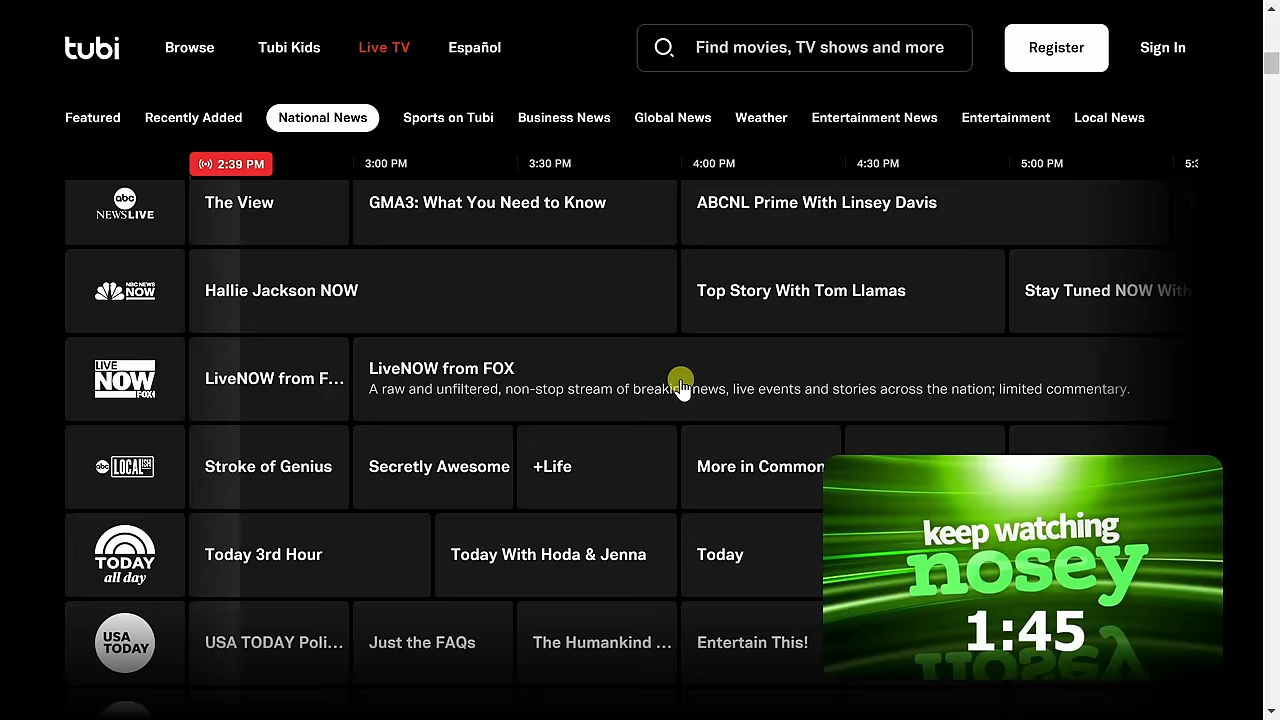 tubi Browse Tubi Kids Live TV Español Find movies, TV shows and more Register Sign In
Featured Recently Added National News Sports on Tubi Business News Global News Weather Entertainment News Entertainment Local News
2:39 PM 3:00 PM 3:30 PM 4:00 PM 4:30 PM 5:00 PM 5:3
abc NEWSLIVE The View GMA3: What You Need to Know ABCNL Prime With Linsey Davis
NBC NEWS NOW Hallie Jackson NOW Top Story With Tom Llamas Stay Tuned NOW With
LIVE NOW FOX LiveNOW from F... LiveNOW from FOX
A raw and unfiltered, non-stop stream of breaking news, live events and stories across the nation; limited commentary.
abc LOCALISH Stroke of Genius Secretly Awesome +Life More in Common
TODAY all day Today 3rd Hour Today With Hoda & Jenna Today
USA TODAY USA TODAY Poli... Just the FAQs The Humankind ... Entertain This!
keep watching
nosey
1:45